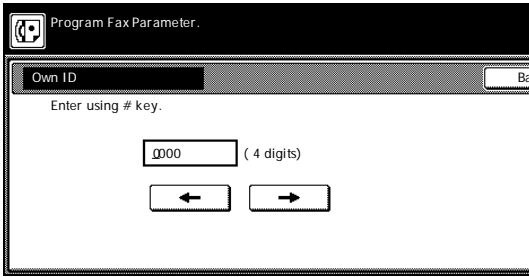 Program Fax Parameter.
Own ID
Ba
Enter using # key.
0000 ( 4 digits)